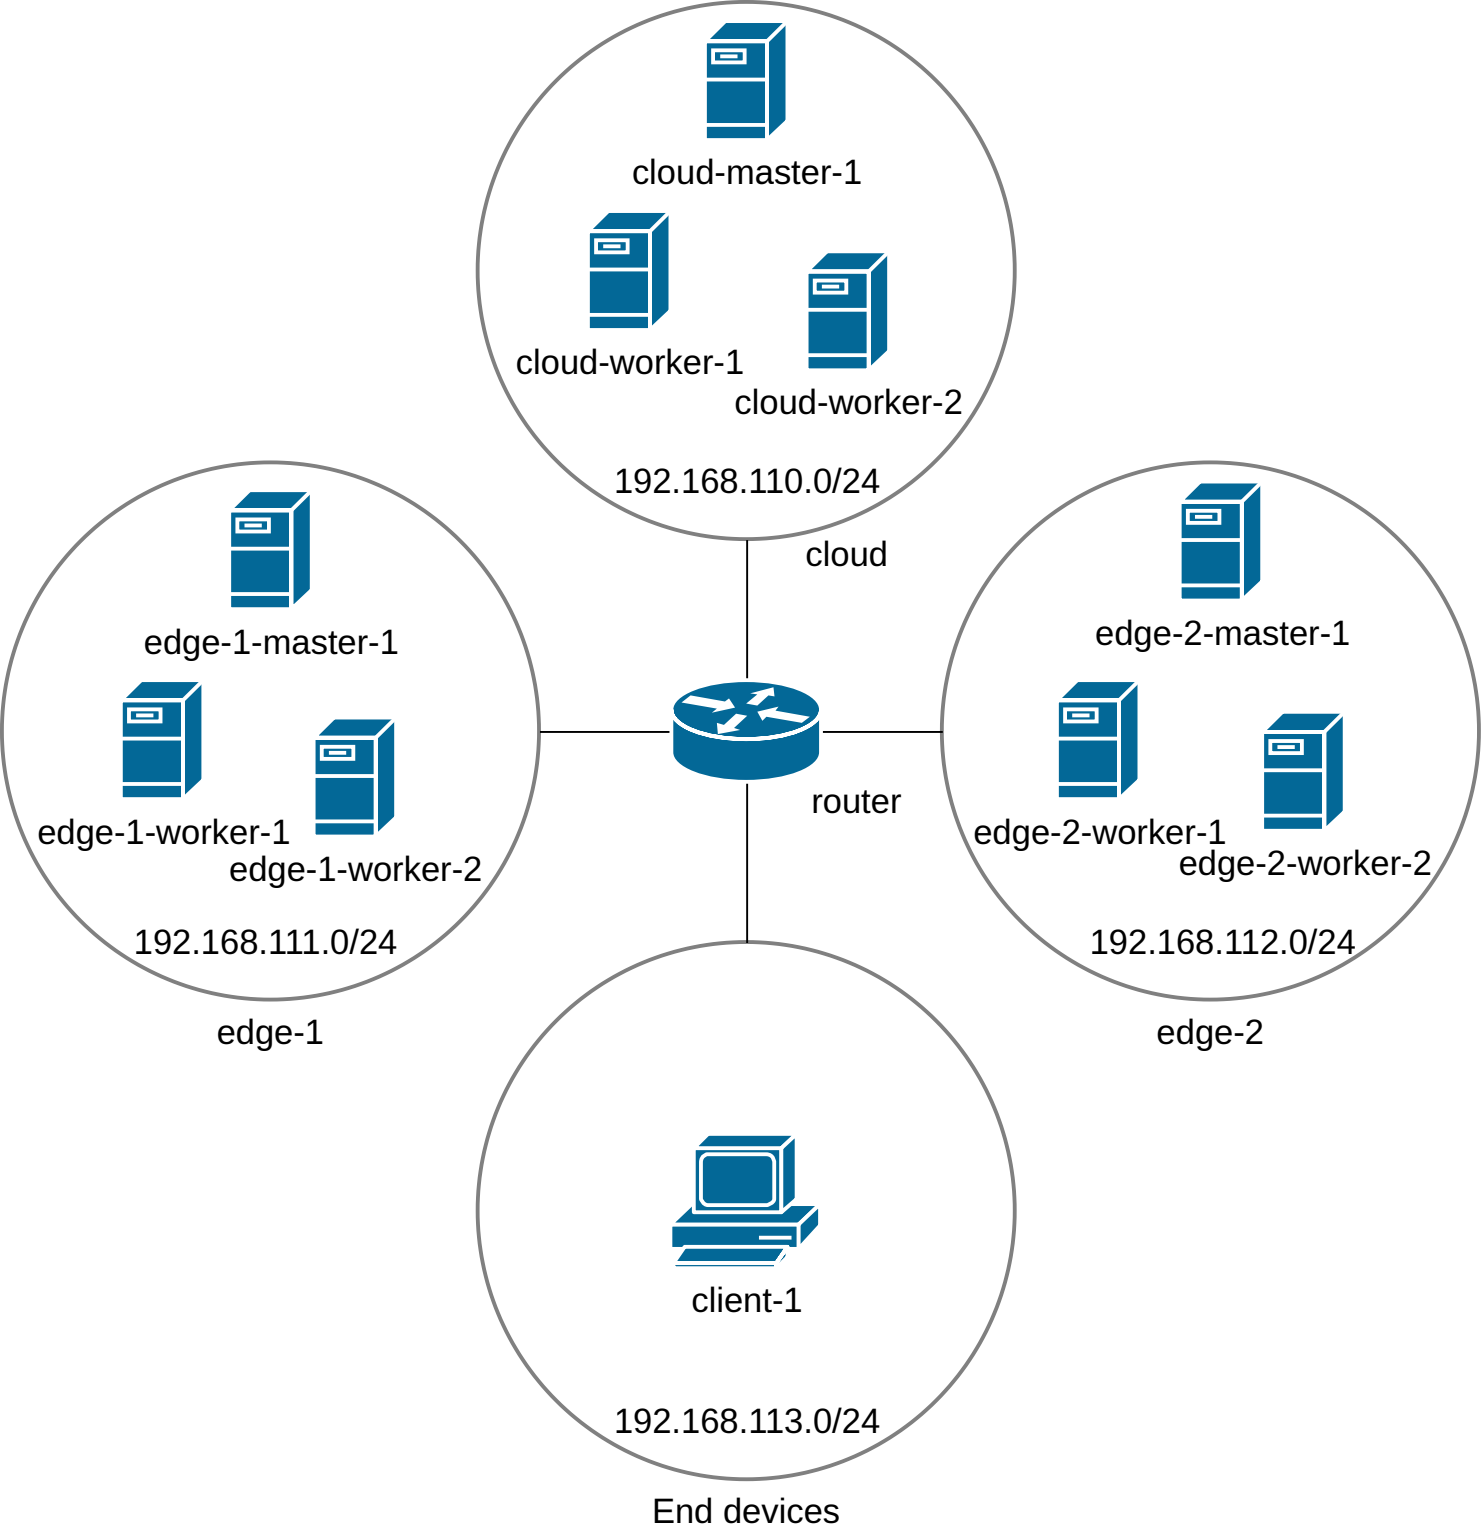 cloud-master-1
cloud-worker-1
cloud-worker-2
192.168.110.0/24
cloud
edge-1-master-1
edge-1-worker-1
edge-1-worker-2
192.168.111.0/24
edge-1
router
edge-2-master-1
edge-2-worker-1
edge-2-worker-2
192.168.112.0/24
edge-2
client-1
192.168.113.0/24
End devices